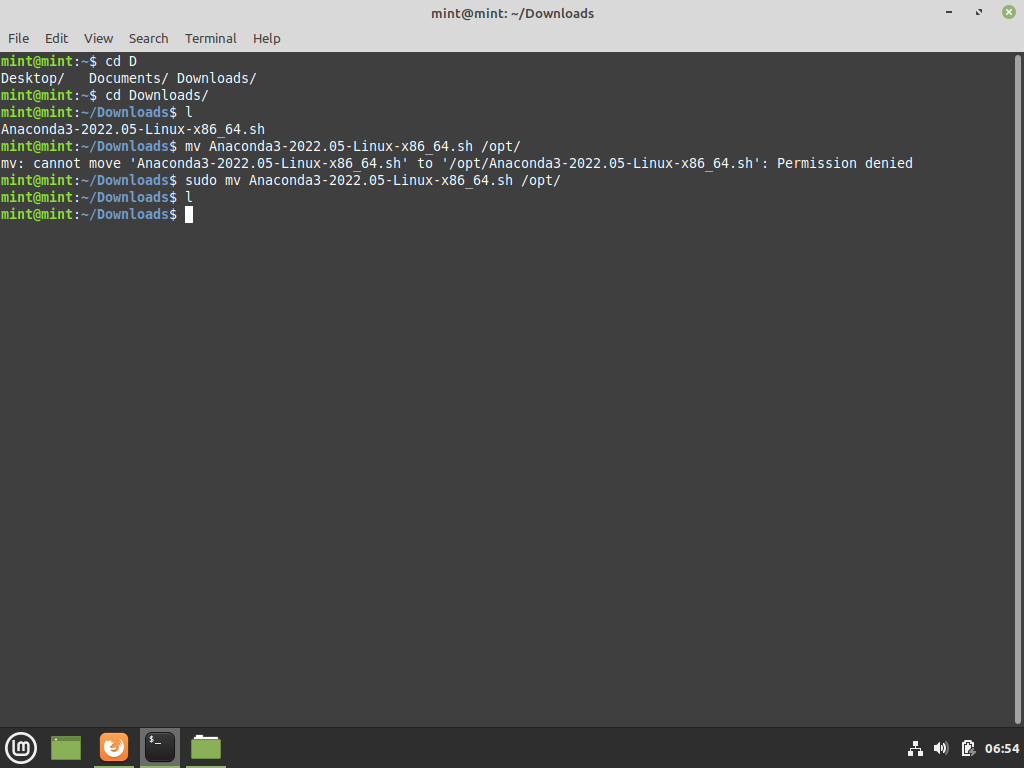 mint@mint: ~/Downloads
File Edit View Search Terminal Help
mint@mint:~$ cd D
Desktop/   Documents/ Downloads/
mint@mint:~$ cd Downloads/
mint@mint:~/Downloads$ l
Anaconda3-2022.05-Linux-x86_64.sh
mint@mint:~/Downloads$ mv Anaconda3-2022.05-Linux-x86_64.sh /opt/
mv: cannot move 'Anaconda3-2022.05-Linux-x86_64.sh' to '/opt/Anaconda3-2022.05-Linux-x86_64.sh': Permission denied
mint@mint:~/Downloads$ sudo mv Anaconda3-2022.05-Linux-x86_64.sh /opt/
mint@mint:~/Downloads$ l
mint@mint:~/Downloads$
$_
06:54